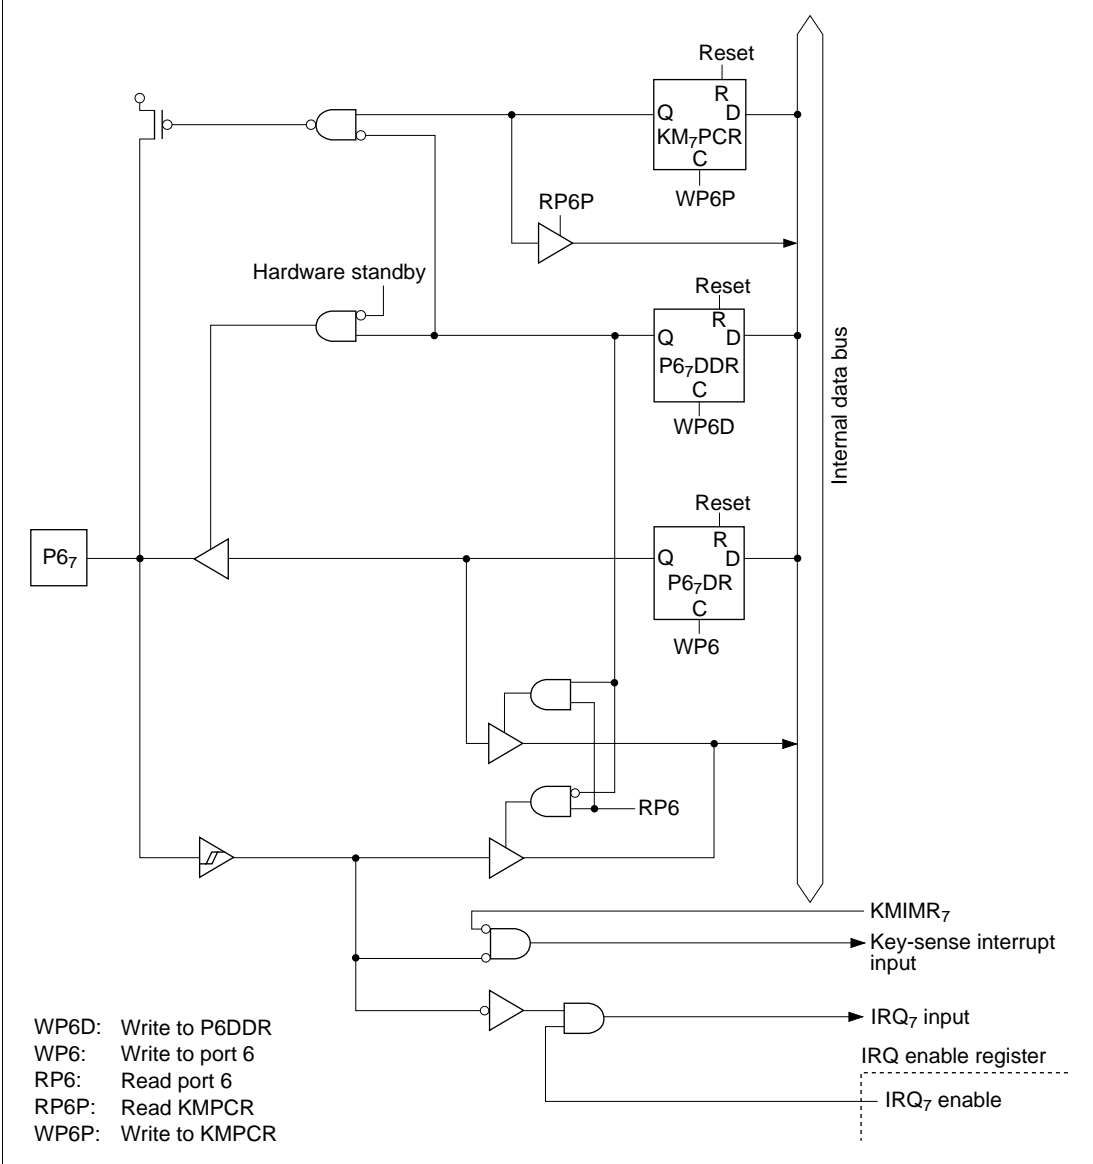 Reset
R
Q D
KM₇PCR
C
WP6P
RP6P
Hardware standby
Reset
R
Q D
P6₇DDR
C
WP6D
Internal data bus
Reset
R
Q D
P6₇DR
C
WP6
P6₇
RP6
KMIMR₇
Key-sense interrupt
input
IRQ₇ input
IRQ enable register
IRQ₇ enable
WP6D: Write to P6DDR
WP6: Write to port 6
RP6: Read port 6
RP6P: Read KMPCR
WP6P: Write to KMPCR